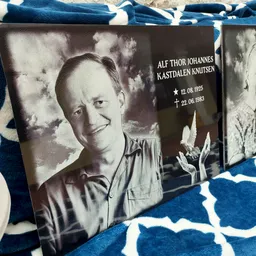 ALF THOR JOHANNES
KASTDALEN KNUTSEN
★ 12.08.1925
† 22.06.1983